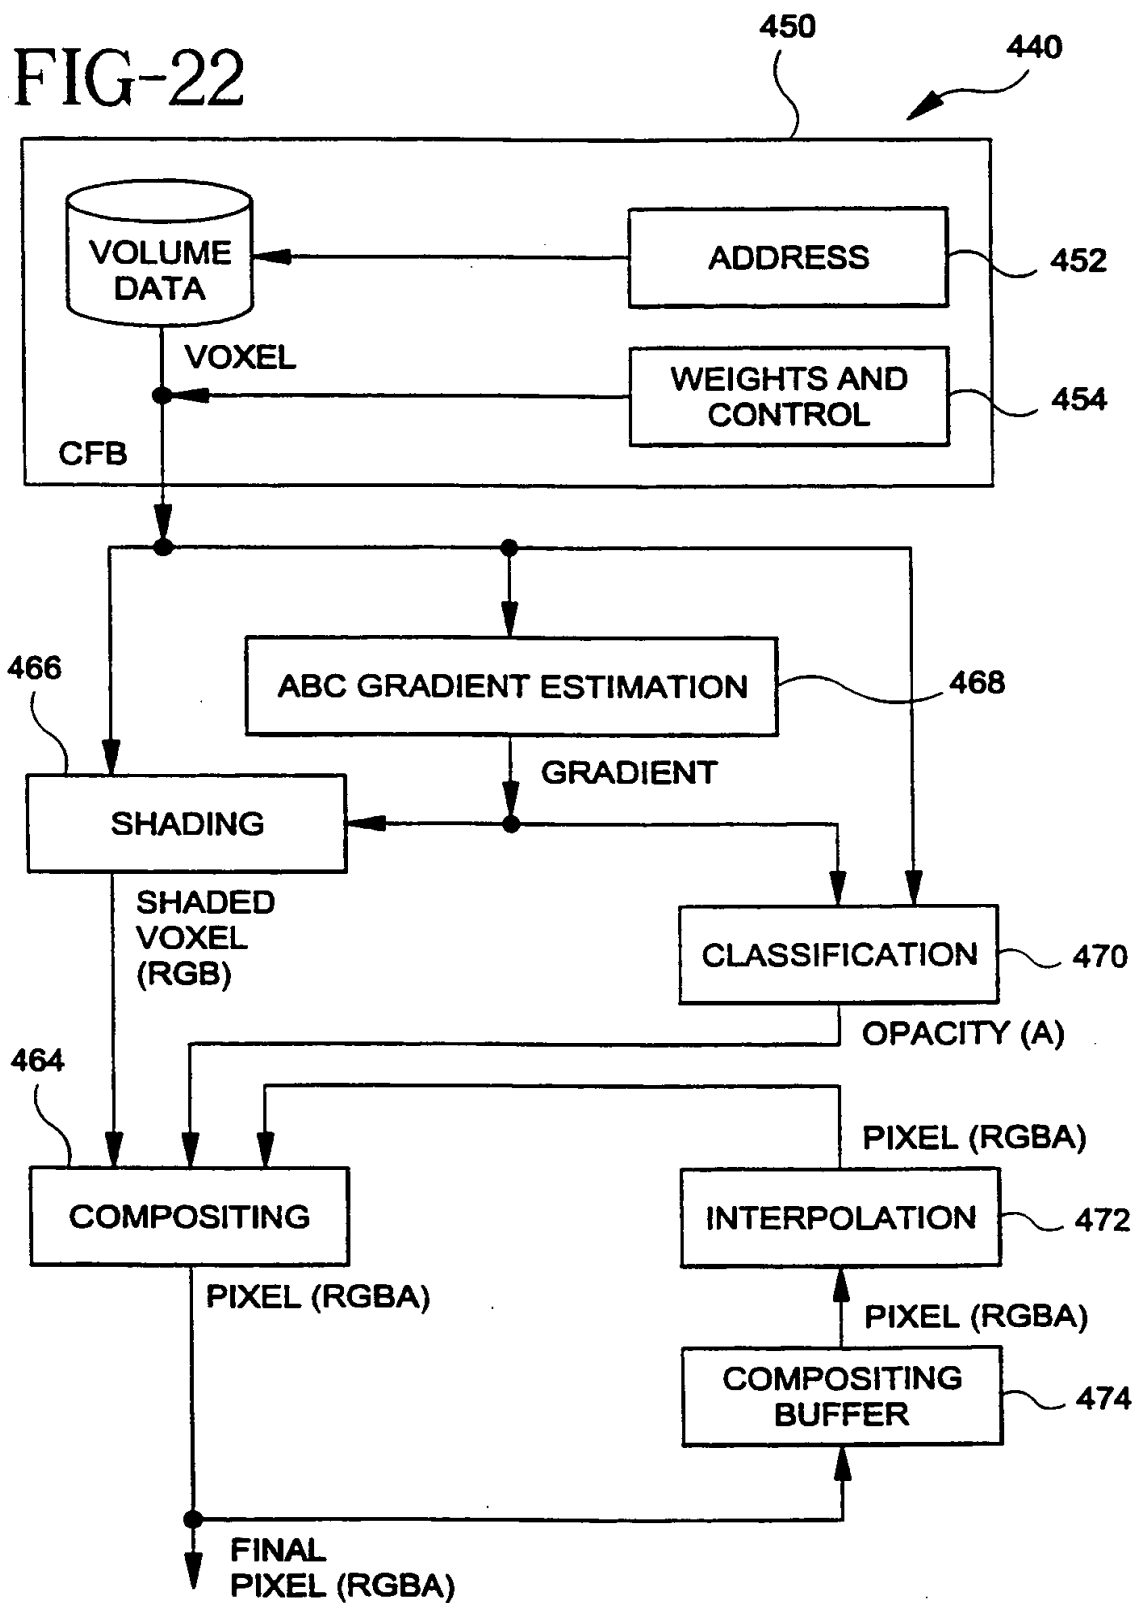 FIG-22
450
440
VOLUME
DATA
ADDRESS
452
VOXEL
WEIGHTS AND
CONTROL
454
CFB
466
ABC GRADIENT ESTIMATION
468
GRADIENT
SHADING
SHADED
VOXEL
(RGB)
CLASSIFICATION
470
OPACITY (A)
464
PIXEL (RGBA)
COMPOSITING
INTERPOLATION
472
PIXEL (RGBA)
PIXEL (RGBA)
COMPOSITING
BUFFER
474
FINAL
PIXEL (RGBA)